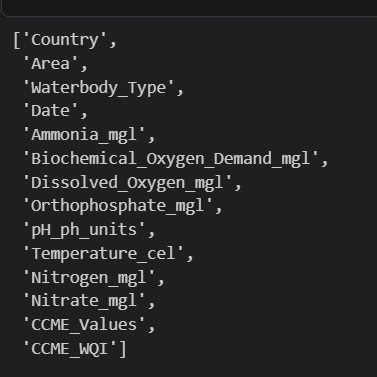 ['Country',
'Area',
'Waterbody_Type',
'Date',
'Ammonia_mgl',
'Biochemical_Oxygen_Demand_mgl',
'Dissolved_Oxygen_mgl',
'Orthophosphate_mgl',
'pH_ph_units',
'Temperature_cel',
'Nitrogen_mgl',
'Nitrate_mgl',
'CCME_Values',
'CCME_WQI']